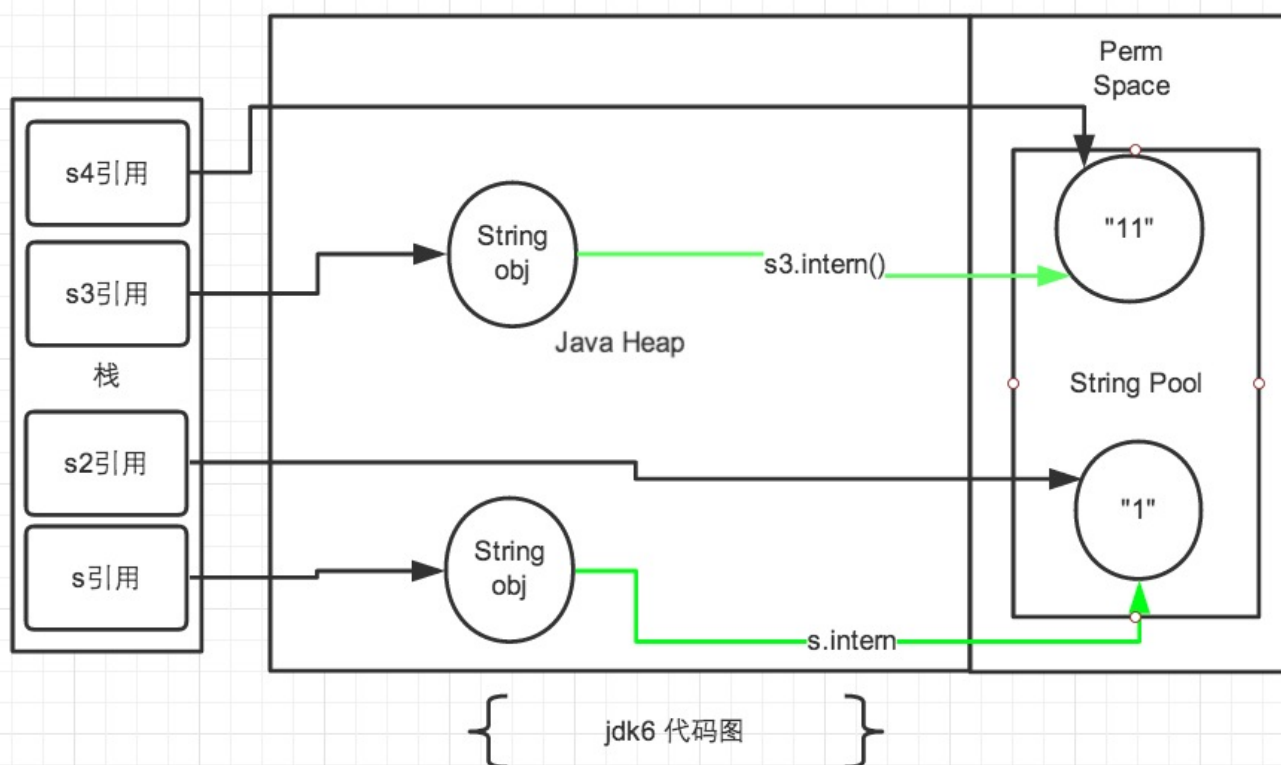 Perm
Space
s4引用
"11"
String
obj
s3.intern()
s3引用
Java Heap
栈
String Pool
s2引用
"1"
String
obj
s引用
s.intern
jdk6 代码图